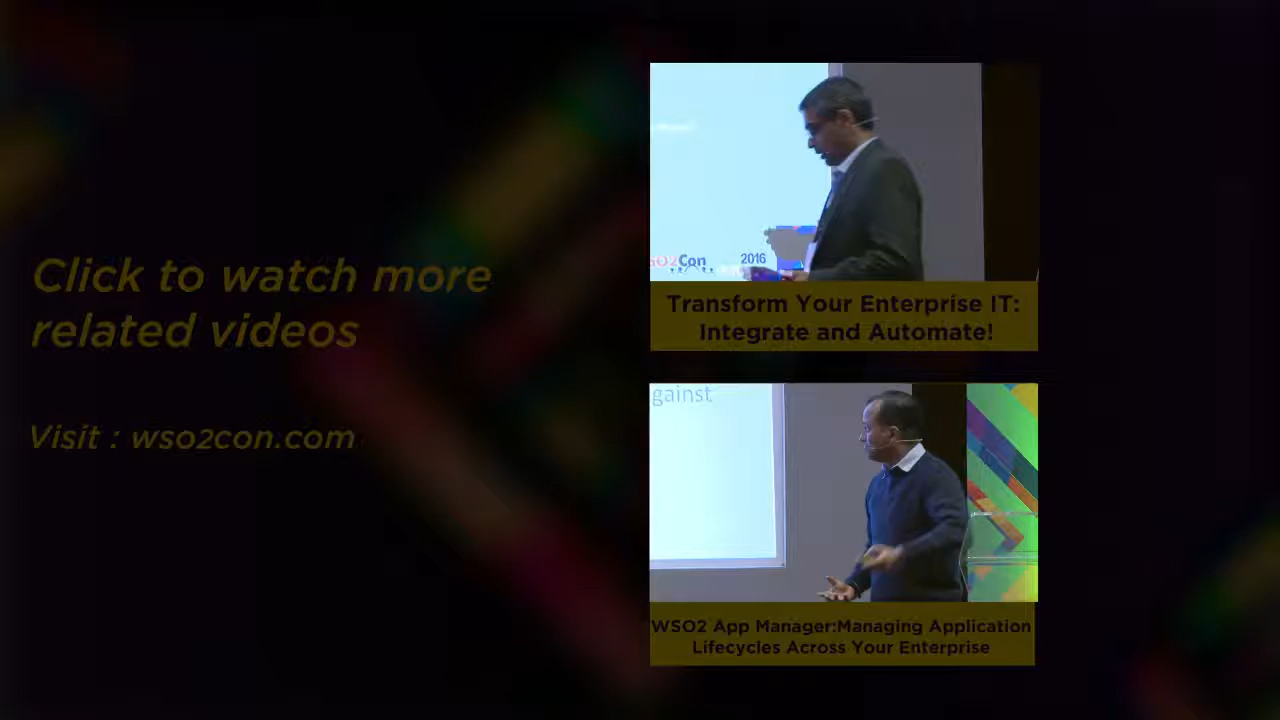 Click to watch more
related videos
Visit : wso2con.com
SO2Con 2016
Transform Your Enterprise IT:
Integrate and Automate!
gainst
WSO2 App Manager:Managing Application
Lifecycles Across Your Enterprise